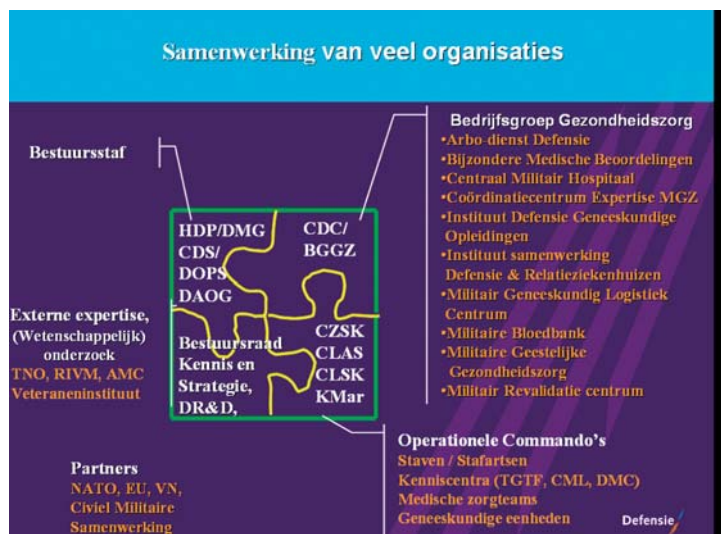 Samenwerking van veel organisaties
Bestuursstaf
HDP/DMG
CDS/
DOPS
DAOG
CDC/
BGGZ
Bestuursraad
Kennis en
Strategie,
DR&D,
CZSK
CLAS
CLSK
KMar
Bedrijfsgroep Gezondheidszorg
•Arbo-dienst Defensie
•Bijzondere Medische Beoordelingen
•Centraal Militair Hospitaal
•Coördinatiecentrum Expertise MGZ
•Instituut Defensie Geneeskundige
Opleidingen
•Instituut samenwerking
Defensie & Relatieziekenhuizen
•Militair Geneeskundig Logistiek
Centrum
•Militaire Bloedbank
•Militaire Geestelijke
Gezondheidszorg
•Militair Revalidatie centrum
Externe expertise,
(Wetenschappelijk)
onderzoek
TNO, RIVM, AMC
Veteraneninstituut
Operationele Commando's
Staven / Stafartsen
Kenniscentra (TGTF, CML, DMC)
Medische zorgteams
Geneeskundige eenheden
Partners
NATO, EU, VN,
Civiel Militaire
Samenwerking
Defensie